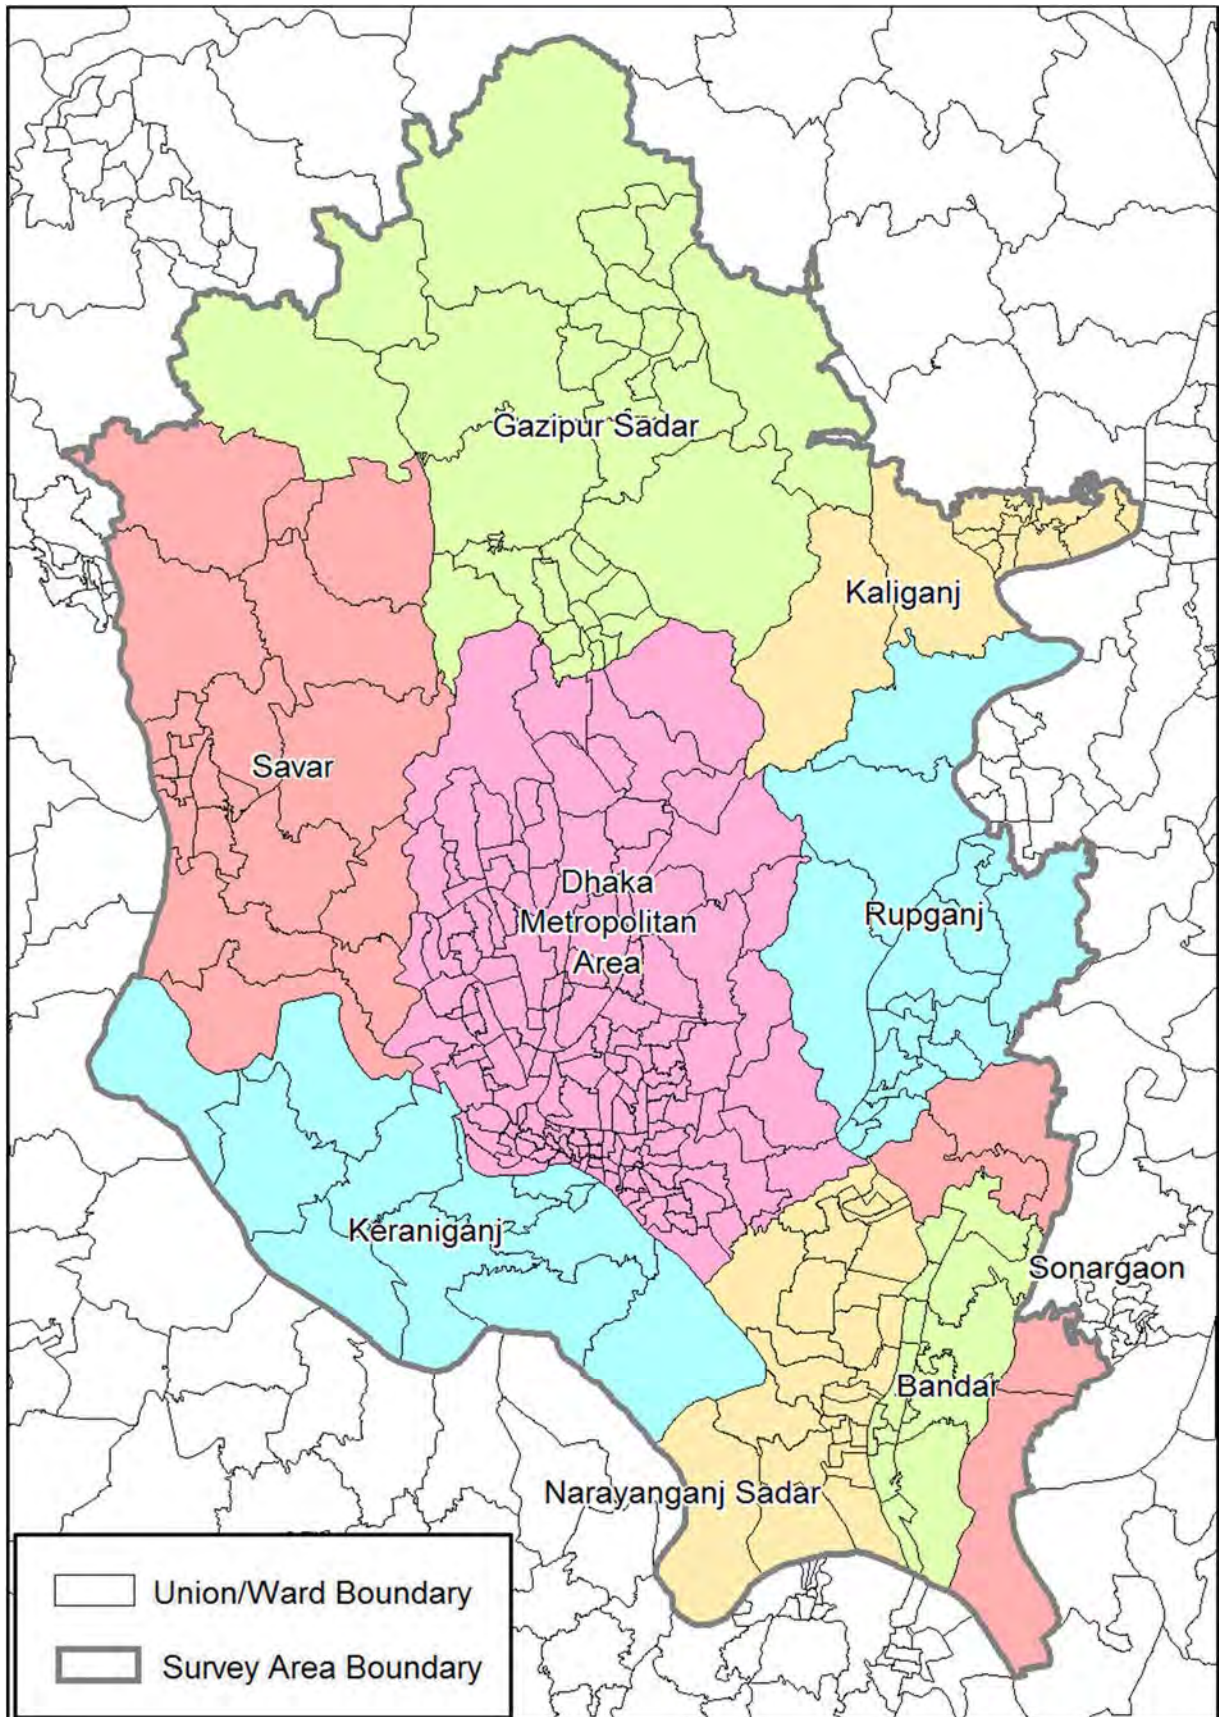 Gazipur Sadar
Kaliganj
Savar
Dhaka
Metropolitan
Area
Rupganj
Keraniganj
Sonargaon
Bandar
Narayanganj Sadar
Union/Ward Boundary
Survey Area Boundary